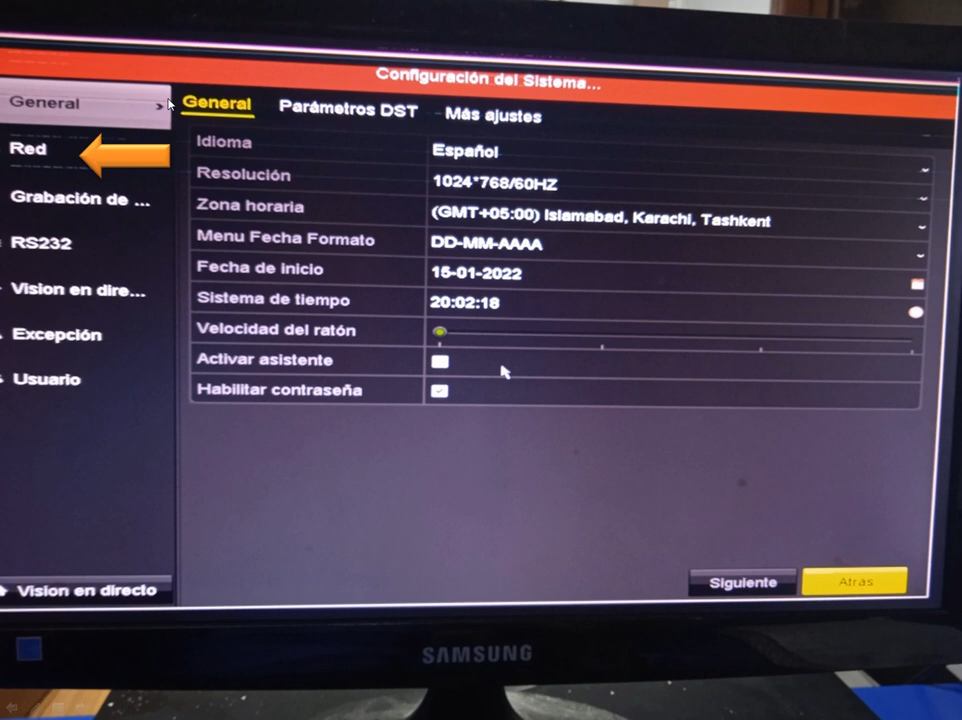 Configuración del Sistema...
General
Red
Grabación de ...
RS232
Vision en dire...
Excepción
Usuario
Vision en directo
General Parámetros DST Más ajustes
Idioma Español
Resolución 1024*768/60HZ
Zona horaria (GMT+05:00) Islamabad, Karachi, Tashkent
Menu Fecha Formato DD-MM-AAAA
Fecha de inicio 15-01-2022
Sistema de tiempo 20:02:18
Velocidad del ratón
Activar asistente
Habilitar contraseña
Siguiente Atrás
SAMSUNG